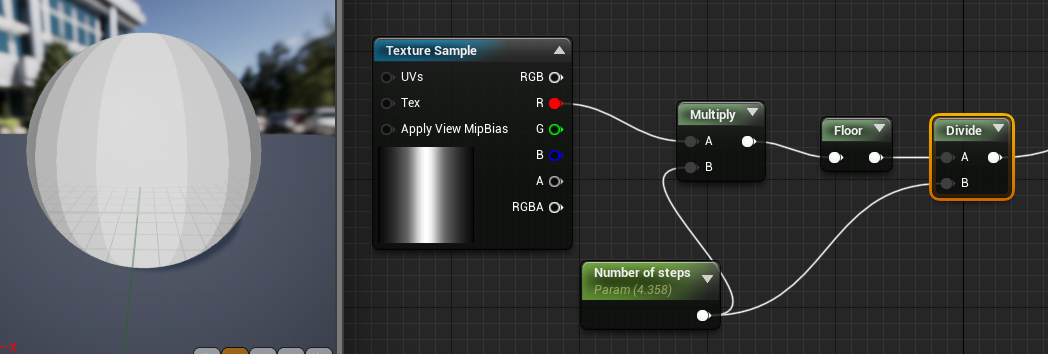 Texture Sample
UVs
RGB
Tex
R
Apply View MipBias
G
B
A
RGBA
Multiply
A
B
Floor
Divide
A
B
Number of steps
Param (4.358)
x